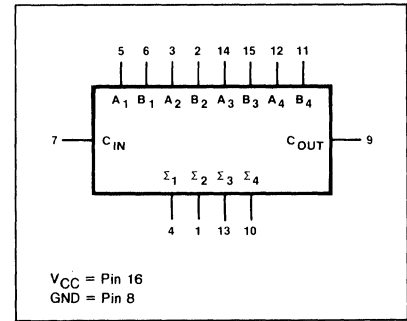 5 6 3 2 14 15 12 11
A1 B1 A2 B2 A3 B3 A4 B4
7 CIN COUT 9
Σ1 Σ2 Σ3 Σ4
4 1 13 10
VCC = Pin 16
GND = Pin 8